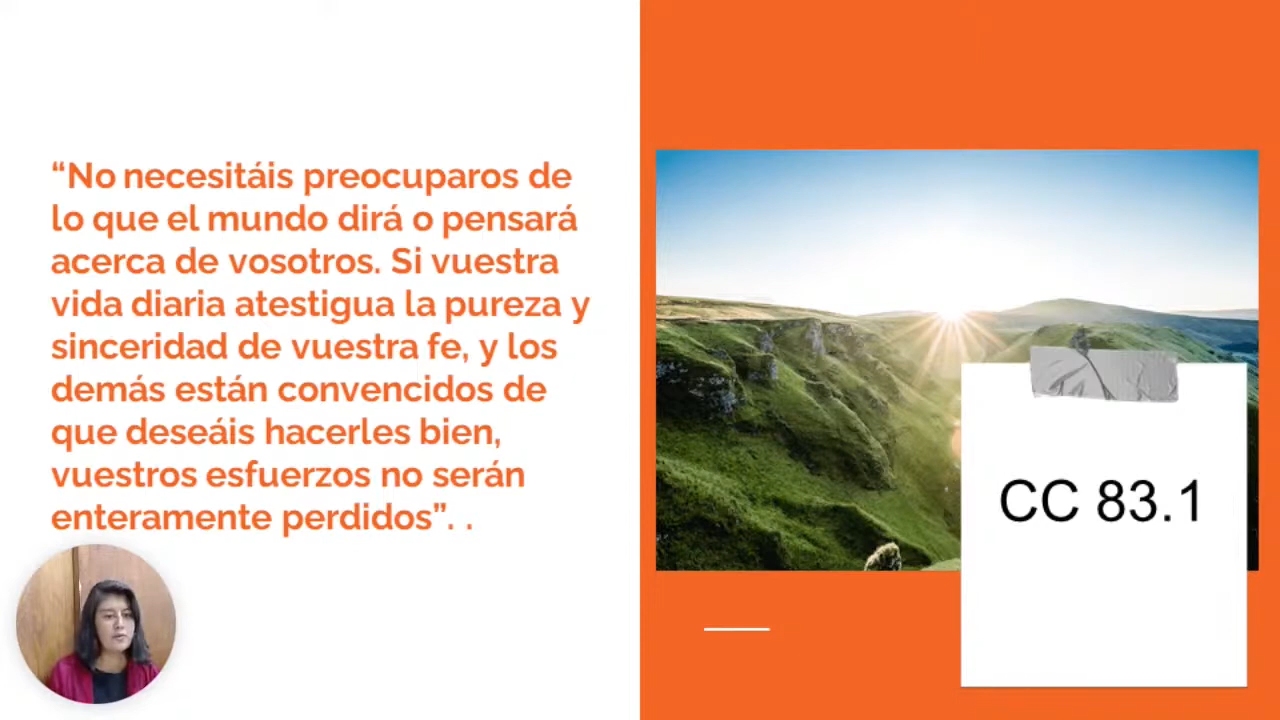 “No necesitáis preocuparos de
lo que el mundo dirá o pensará
acerca de vosotros. Si vuestra
vida diaria atestigua la pureza y
sinceridad de vuestra fe, y los
demás están convencidos de
que deseáis hacerles bien,
vuestros esfuerzos no serán
enteramente perdidos”. .
CC 83.1